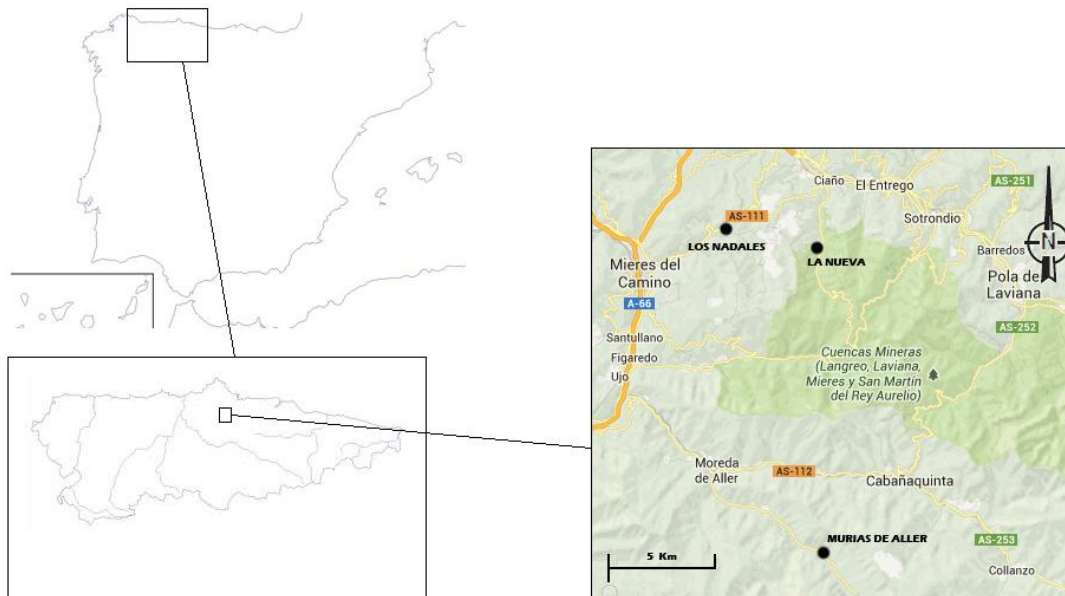 Ciaño
El Entrego
AS-251
AS-111
Sotrondio
LOS NADALES
LA NUEVA
Barredos
N
Mieres del
Camino
Pola de
Laviana
A-66
AS-252
Santullano
Figaredo
Ujo
Cuencas Mineras
(Langreo, Laviana,
Mieres y San Martín
del Rey Aurelio)
Moreda
de Aller
AS-112
Cabañaquinta
MURIAS DE ALLER
AS-253
5 Km
Collanzo